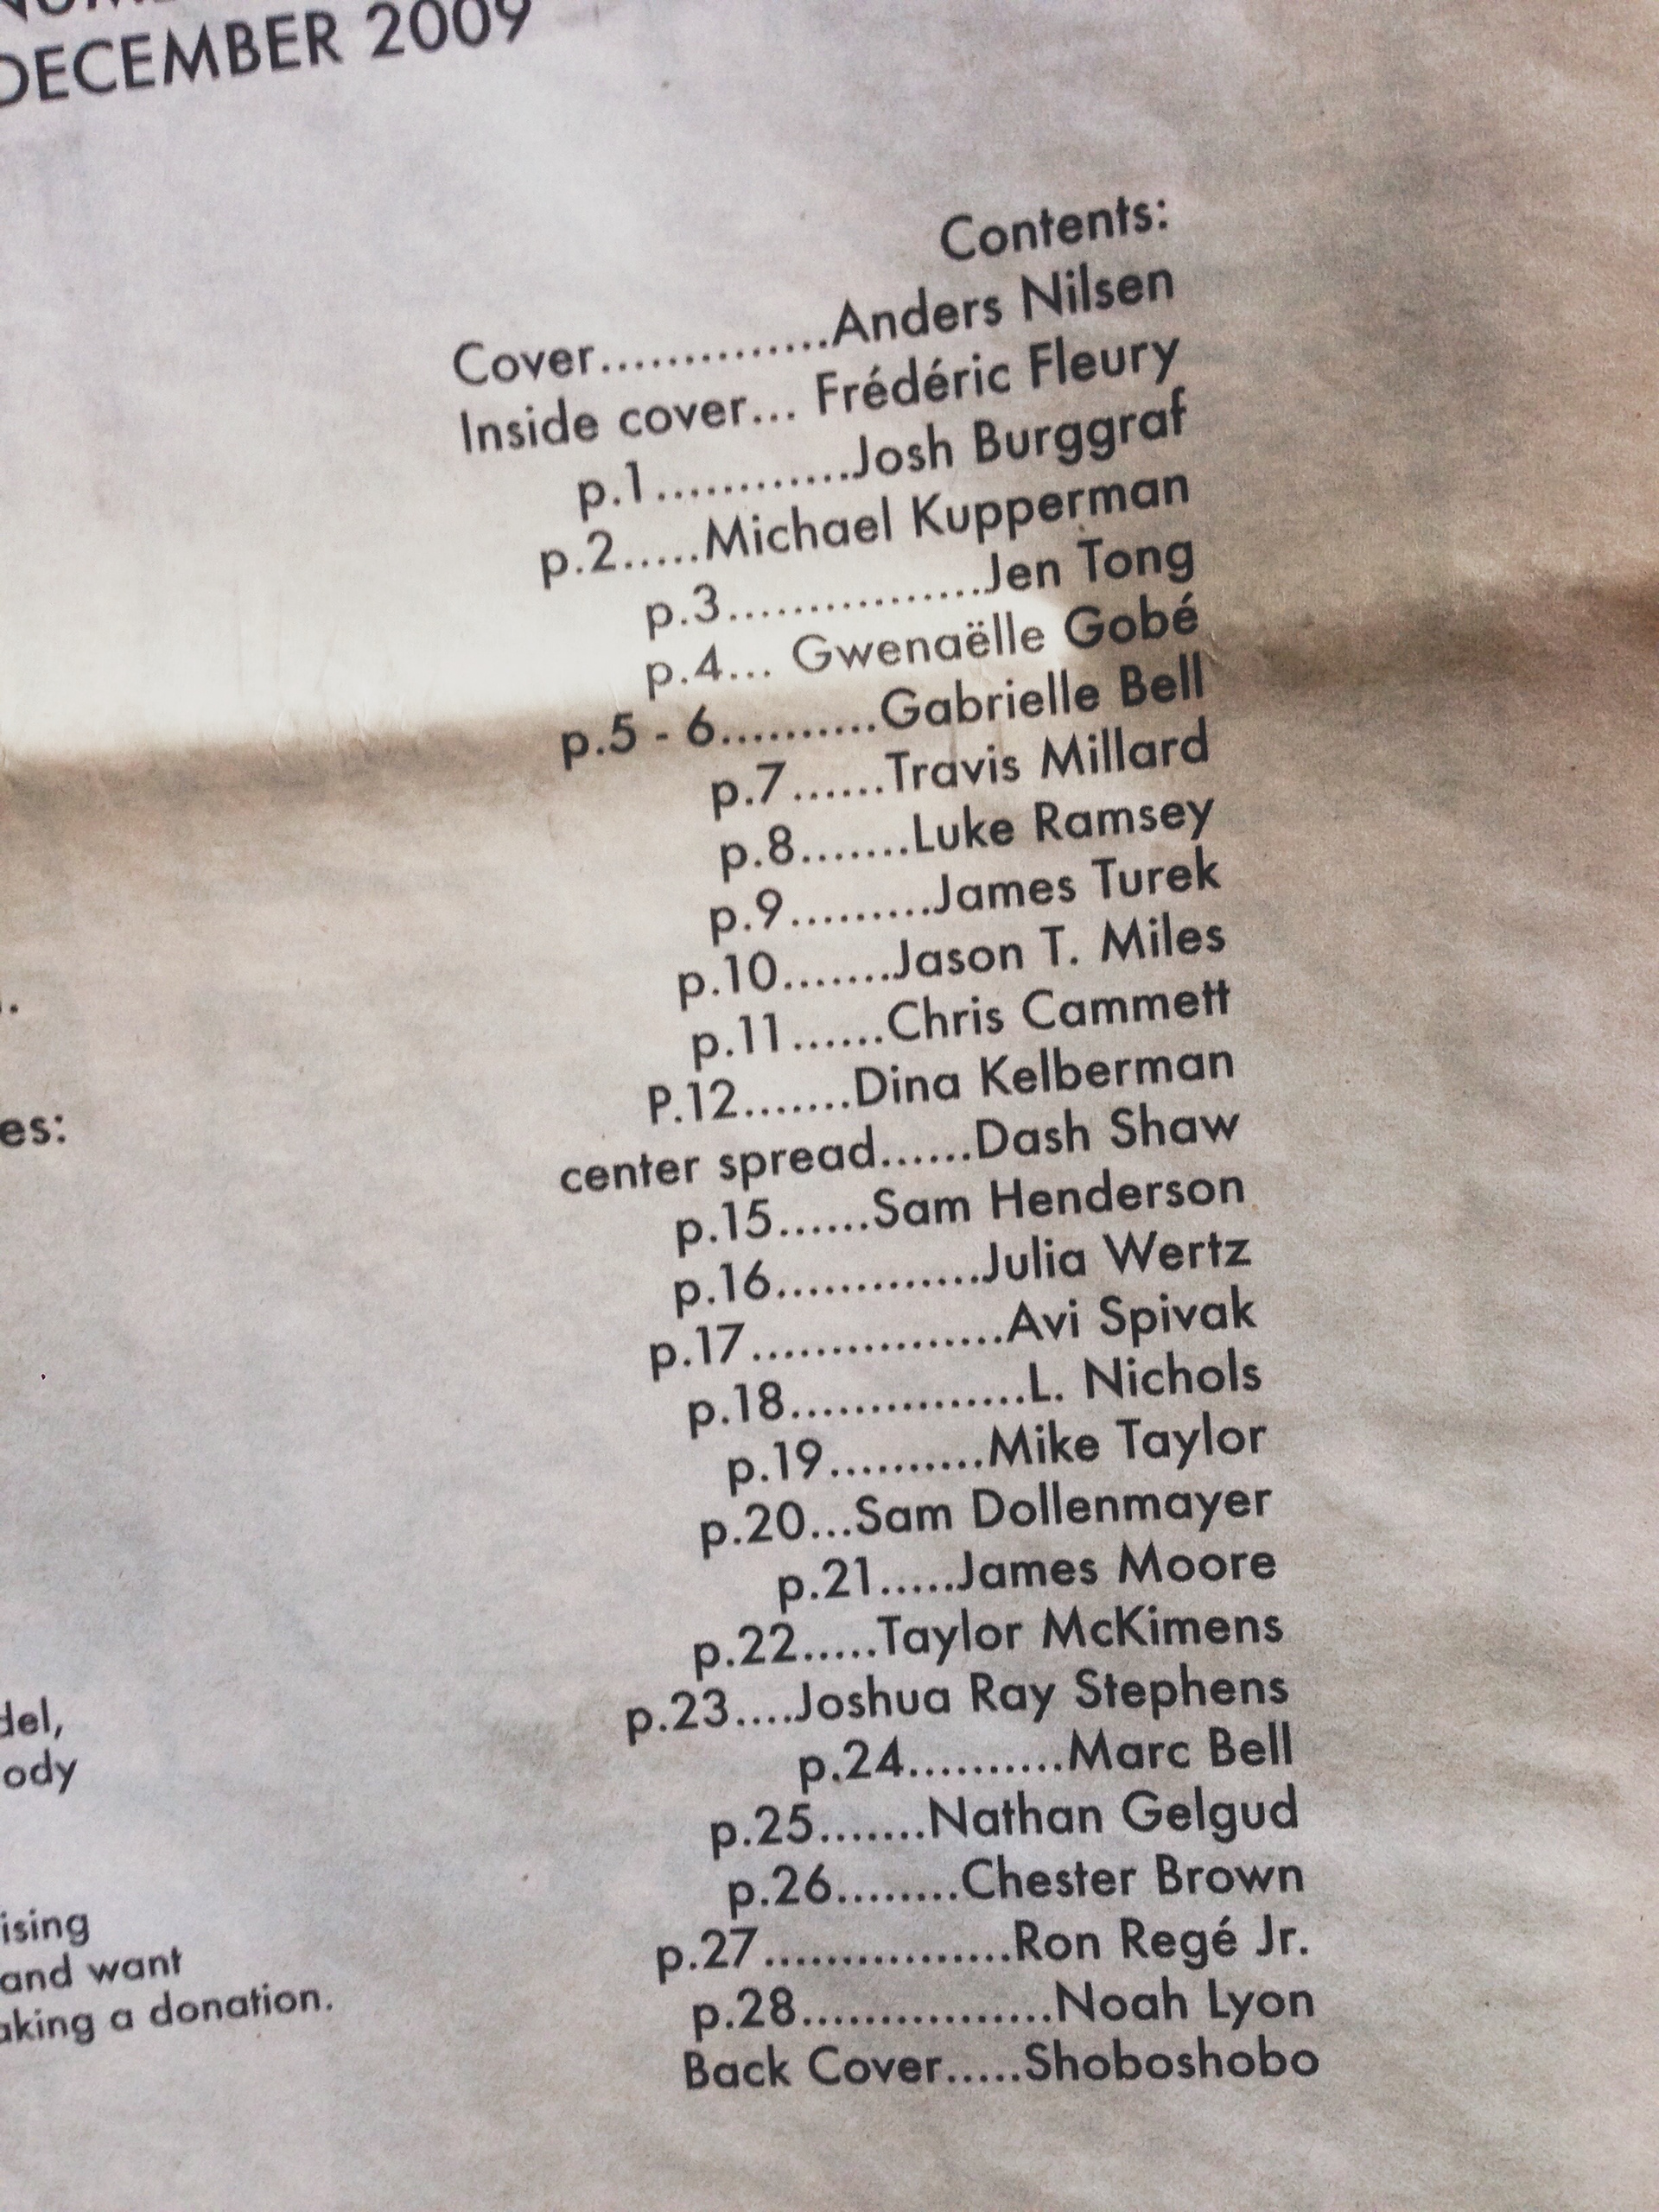 DECEMBER 2009
Contents:
Cover..............Anders Nilsen
Inside cover... Frédéric Fleury
p.1............Josh Burggraf
p.2.....Michael Kupperman
p.3................Jen Tong
p.4... Gwenaëlle Gobé
p.5 - 6..........Gabrielle Bell
p.7......Travis Millard
p.8.......Luke Ramsey
p.9.........James Turek
p.10.......Jason T. Miles
p.11......Chris Cammett
P.12.......Dina Kelberman
center spread......Dash Shaw
p.15......Sam Henderson
p.16.............Julia Wertz
p.17................Avi Spivak
p.18...............L. Nichols
p.19..........Mike Taylor
p.20...Sam Dollenmayer
p.21.....James Moore
p.22.....Taylor McKimens
p.23....Joshua Ray Stephens
p.24..........Marc Bell
p.25.......Nathan Gelgud
p.26........Chester Brown
p.27................Ron Regé Jr.
p.28................Noah Lyon
Back Cover.....Shoboshobo
es:
del,
ody
ising
and want
aking a donation.